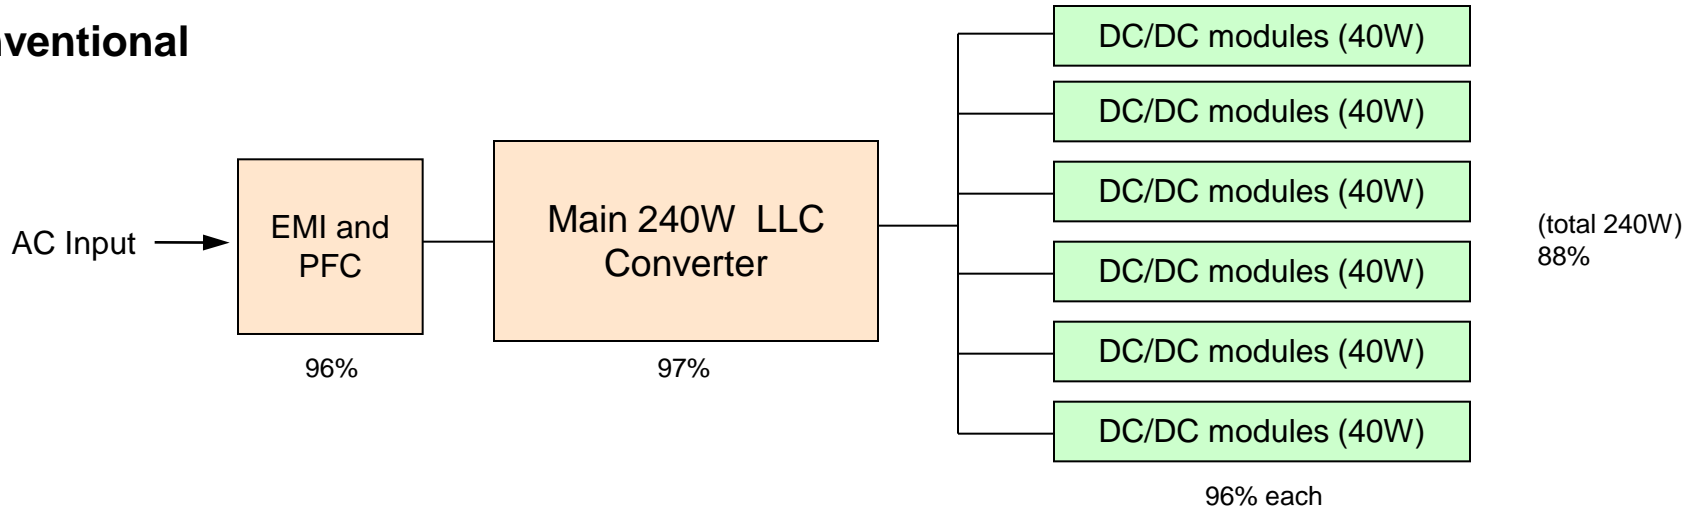 nventional
AC Input
EMI and
PFC
96%
Main 240W LLC
Converter
97%
DC/DC modules (40W)
DC/DC modules (40W)
DC/DC modules (40W)
DC/DC modules (40W)
DC/DC modules (40W)
DC/DC modules (40W)
96% each
(total 240W)
88%